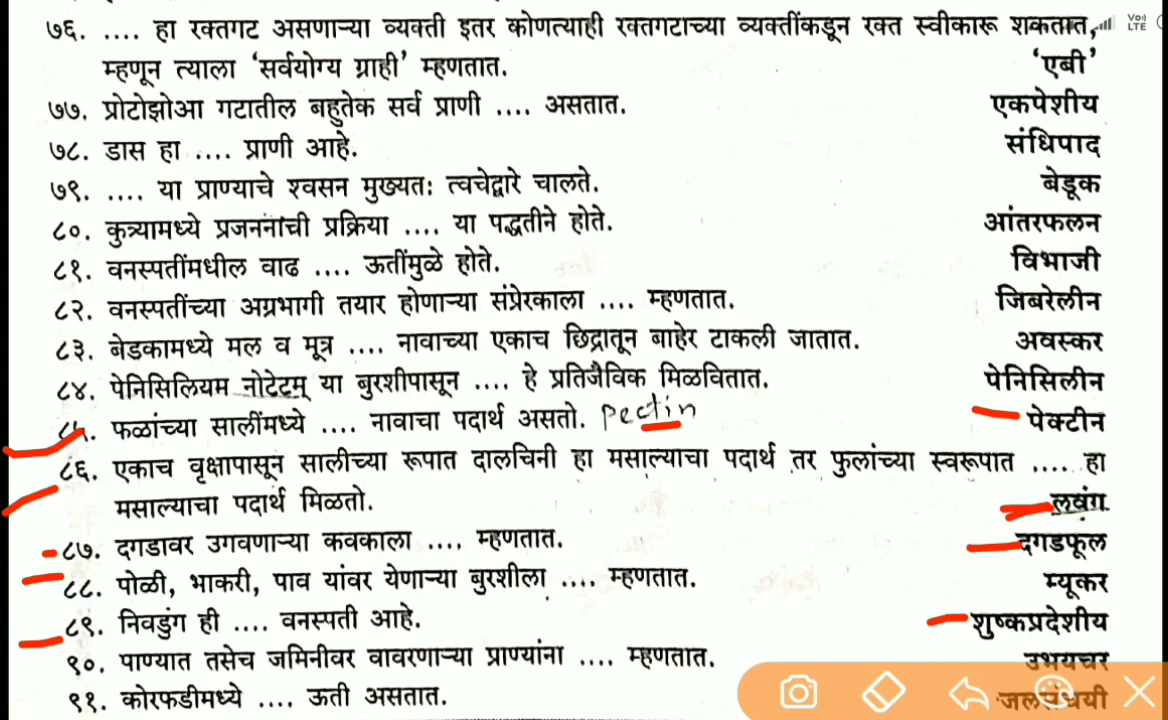 ७६. .... हा रक्तगट असणाऱ्या व्यक्ती इतर कोणत्याही रक्तगटाच्या व्यक्तींकडून रक्त स्वीकारू शकतात,
म्हणून त्याला ‘सर्वयोग्य ग्राही’ म्हणतात. ‘एबी’
७७. प्रोटोझोआ गटातील बहुतेक सर्व प्राणी .... असतात. एकपेशीय
७८. डास हा .... प्राणी आहे. संधिपाद
७९. .... या प्राण्याचे श्वसन मुख्यतः त्वचेद्वारे चालते. बेडूक
८०. कुत्र्यामध्ये प्रजननाची प्रक्रिया .... या पद्धतीने होते. आंतरफलन
८१. वनस्पतींमधील वाढ .... ऊतींमुळे होते. विभाजी
८२. वनस्पतींच्या अग्रभागी तयार होणाऱ्या संप्रेरकाला .... म्हणतात. जिबरेलीन
८३. बेडकामध्ये मल व मूत्र .... नावाच्या एकाच छिद्रातून बाहेर टाकली जातात. अवस्कर
८४. पेनिसिलियम नोटेटम् या बुरशीपासून .... हे प्रतिजैविक मिळवितात. पेनिसिलीन
८५. फळांच्या सालींमध्ये .... नावाचा पदार्थ असतो. pectin पेक्टीन
८६. एकाच वृक्षापासून सालीच्या रूपात दालचिनी हा मसाल्याचा पदार्थ तर फुलांच्या स्वरूपात .... हा
मसाल्याचा पदार्थ मिळतो. लवंग
८७. दगडावर उगवणाऱ्या कवकाला .... म्हणतात. दगडफूल
८८. पोळी, भाकरी, पाव यांवर येणाऱ्या बुरशीला .... म्हणतात. म्यूकर
८९. निवडुंग ही .... वनस्पती आहे. शुष्कप्रदेशीय
९०. पाण्यात तसेच जमिनीवर वावरणाऱ्या प्राण्यांना .... म्हणतात. उभयचर
९१. कोरफडीमध्ये .... ऊती असतात. जलसंचयी